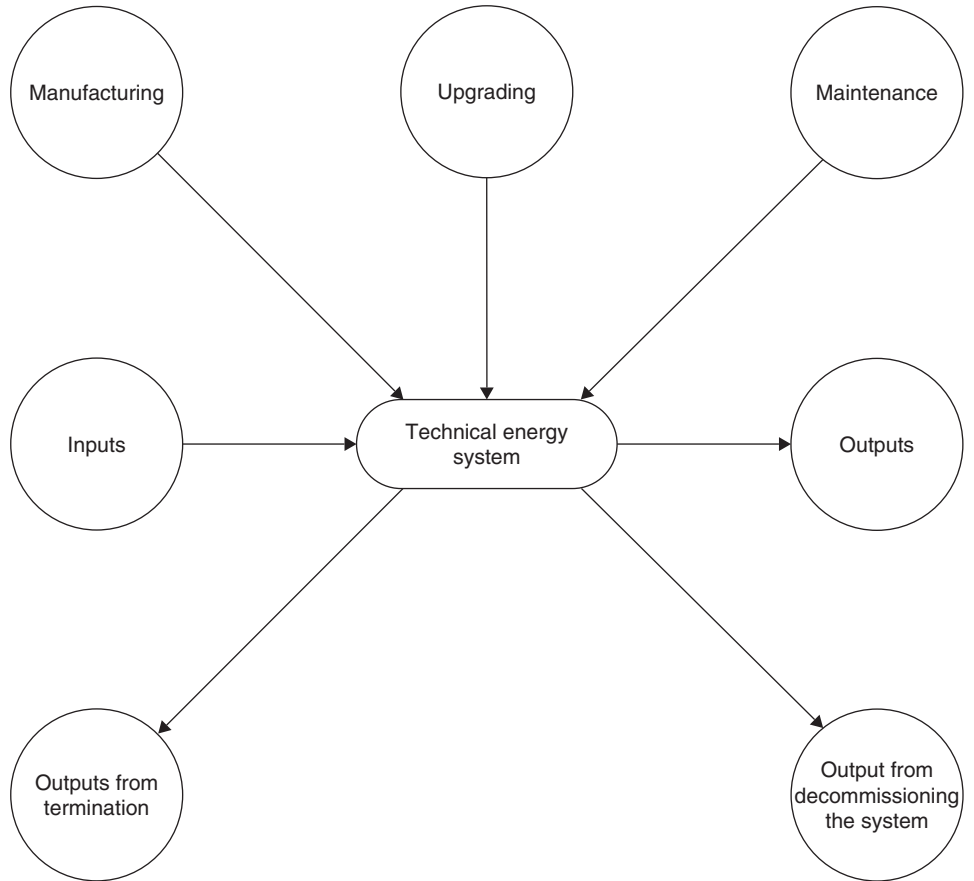 Manufacturing
Upgrading
Maintenance
Inputs
Technical energy
system
Outputs
Outputs from
termination
Output from
decommissioning
the system